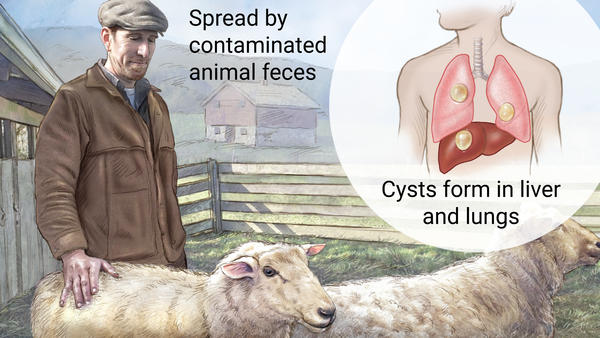 Spread by
contaminated
animal feces
Cysts form in liver
and lungs